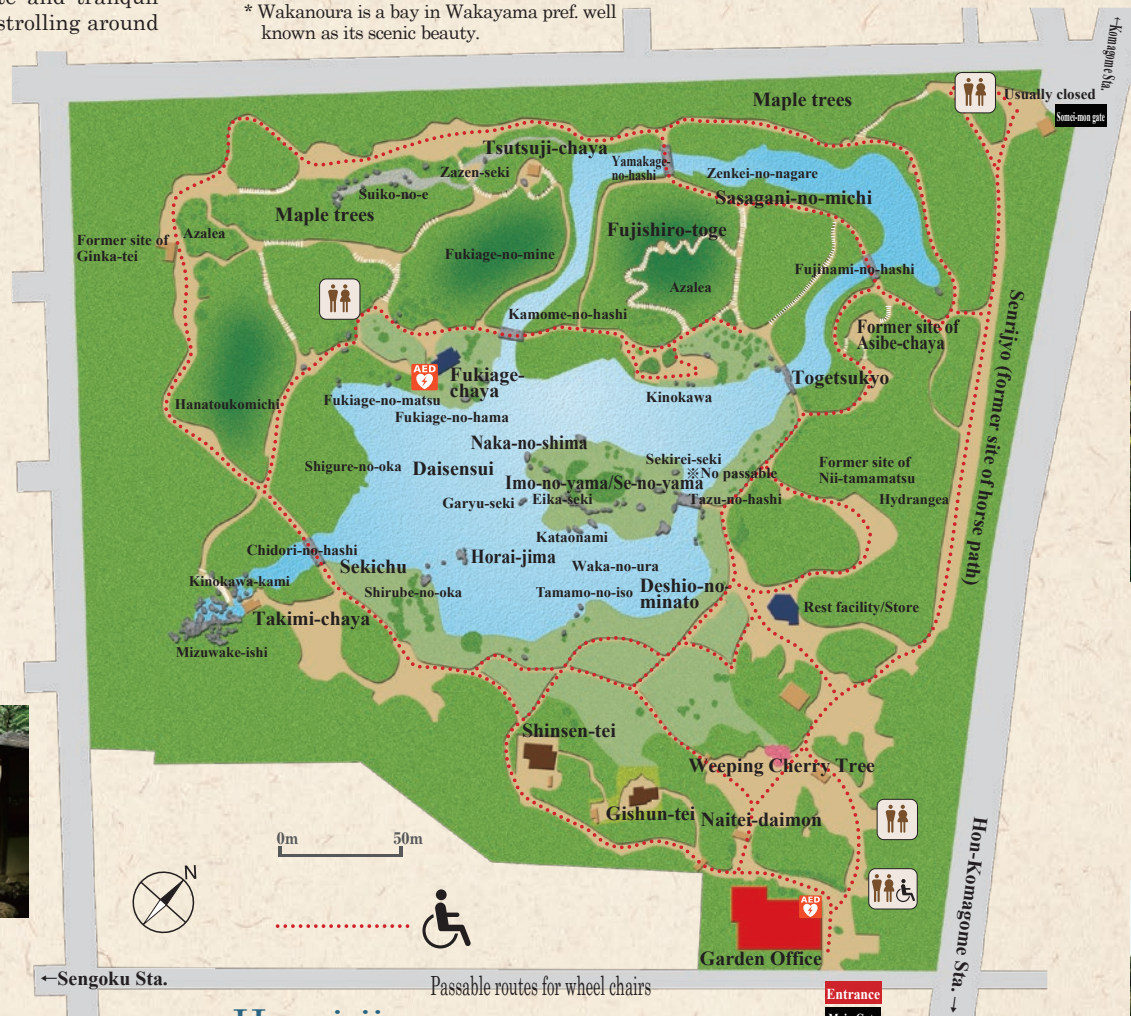 te and tranquil
strolling around
* Wakanoura is a bay in Wakayama pref. well
known as its scenic beauty.
←Komagome Sta.
Maple trees
Usually closed
Somei-mon gate
Tsutsuji-chaya
Yamakage-
no-hashi
Zazen-seki
Zenkei-no-nagare
Suiko-no-e
Sasagani-no-michi
Maple trees
Azalea
Fujishiro-toge
Former site of
Ginka-tei
Fukiage-no-mine
Fujinami-no-hashi
Azalea
Senrijyo (former site of horse path)
Kamome-no-hashi
Former site of
Asibe-chaya
AED
Fukiage-
chaya
Togetsukyo
Hanatoukomichi
Fukiage-no-matsu
Kinokawa
Fukiage-no-hama
Naka-no-shima
Sekirei-seki
Shigure-no-oka
Daisensui
※No passable
Former site of
Nii-tamamatsu
Imo-no-yama/Se-no-yama
Garyu-seki
Eika-seki
Tazu-no-hashi
Hydrangea
Kataonami
Chidori-no-hashi
Sekichu
Horai-jima
Waka-no-ura
Kinokawa-kami
Shirube-no-oka
Tamamo-no-iso
Deshio-no-
minato
Rest facility/Store
Takimi-chaya
Mizuwake-ishi
Shinsen-tei
Weeping Cherry Tree
Gishun-tei
Naitei-daimon
0m
50m
Hon-Komagome Sta.→
N
AED
Garden Office
←Sengoku Sta.
Passable routes for wheel chairs
Entrance